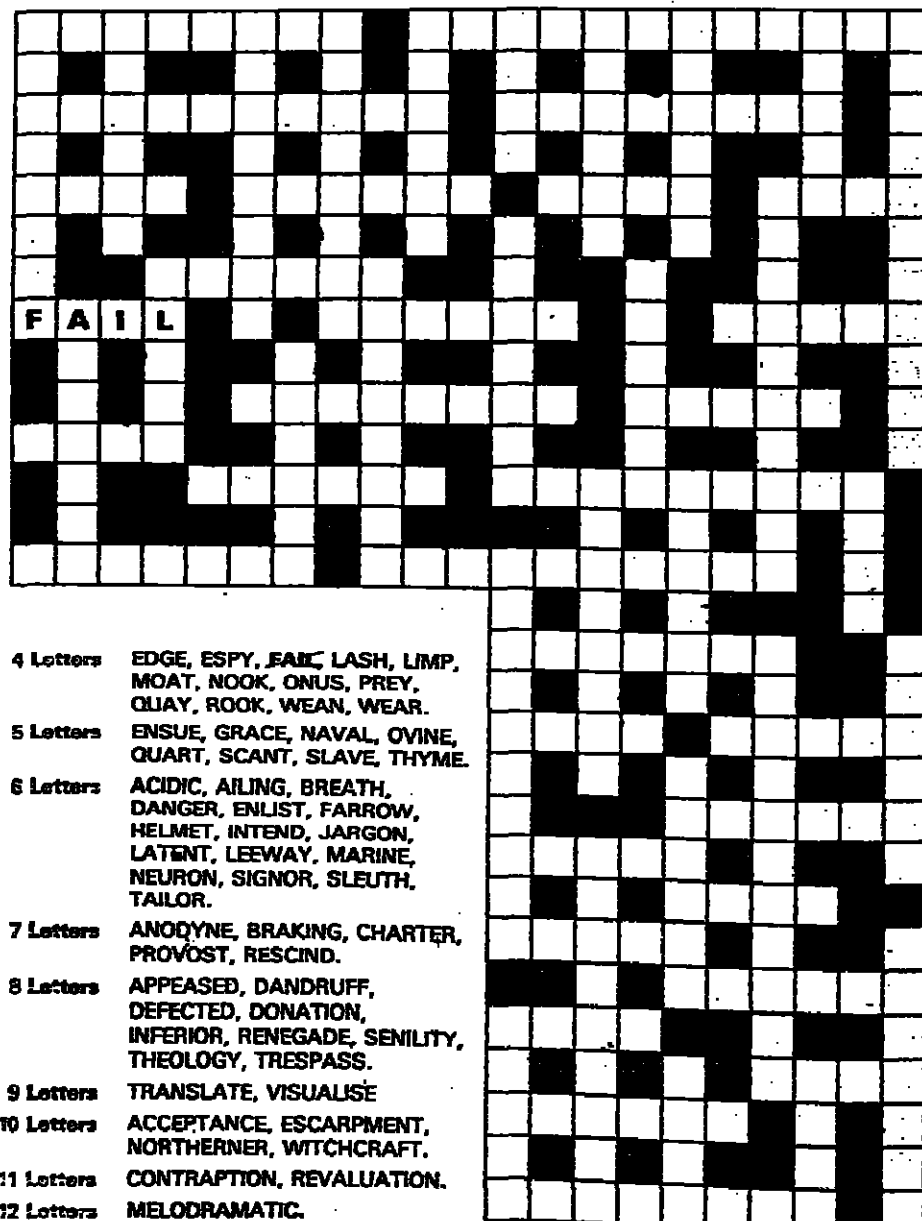 FAIL
4 Letters EDGE, ESPY, FAIL, LASH, LIMP,
MOAT, NOOK, ONUS, PREY,
QUAY, ROOK, WEAN, WEAR.
5 Letters ENSUE, GRACE, NAVAL, OVINE,
QUART, SCANT, SLAVE, THYME.
6 Letters ACIDIC, AILING, BREATH,
DANGER, ENLIST, FARROW,
HELMET, INTEND, JARGON,
LATENT, LEEWAY, MARINE,
NEURON, SIGNOR, SLEUTH,
TAILOR.
7 Letters ANODYNE, BRAKING, CHARTER,
PROVOST, RESCIND.
8 Letters APPEASED, DANDRUFF,
DEFECTED, DONATION,
INFERIOR, RENEGADE, SENILITY,
THEOLOGY, TRESPASS.
9 Letters TRANSLATE, VISUALISE
10 Letters ACCEPTANCE, ESCARPMENT,
NORTHERNER, WITCHCRAFT.
11 Letters CONTRAPTION, REVALUATION.
12 Letters MELODRAMATIC.